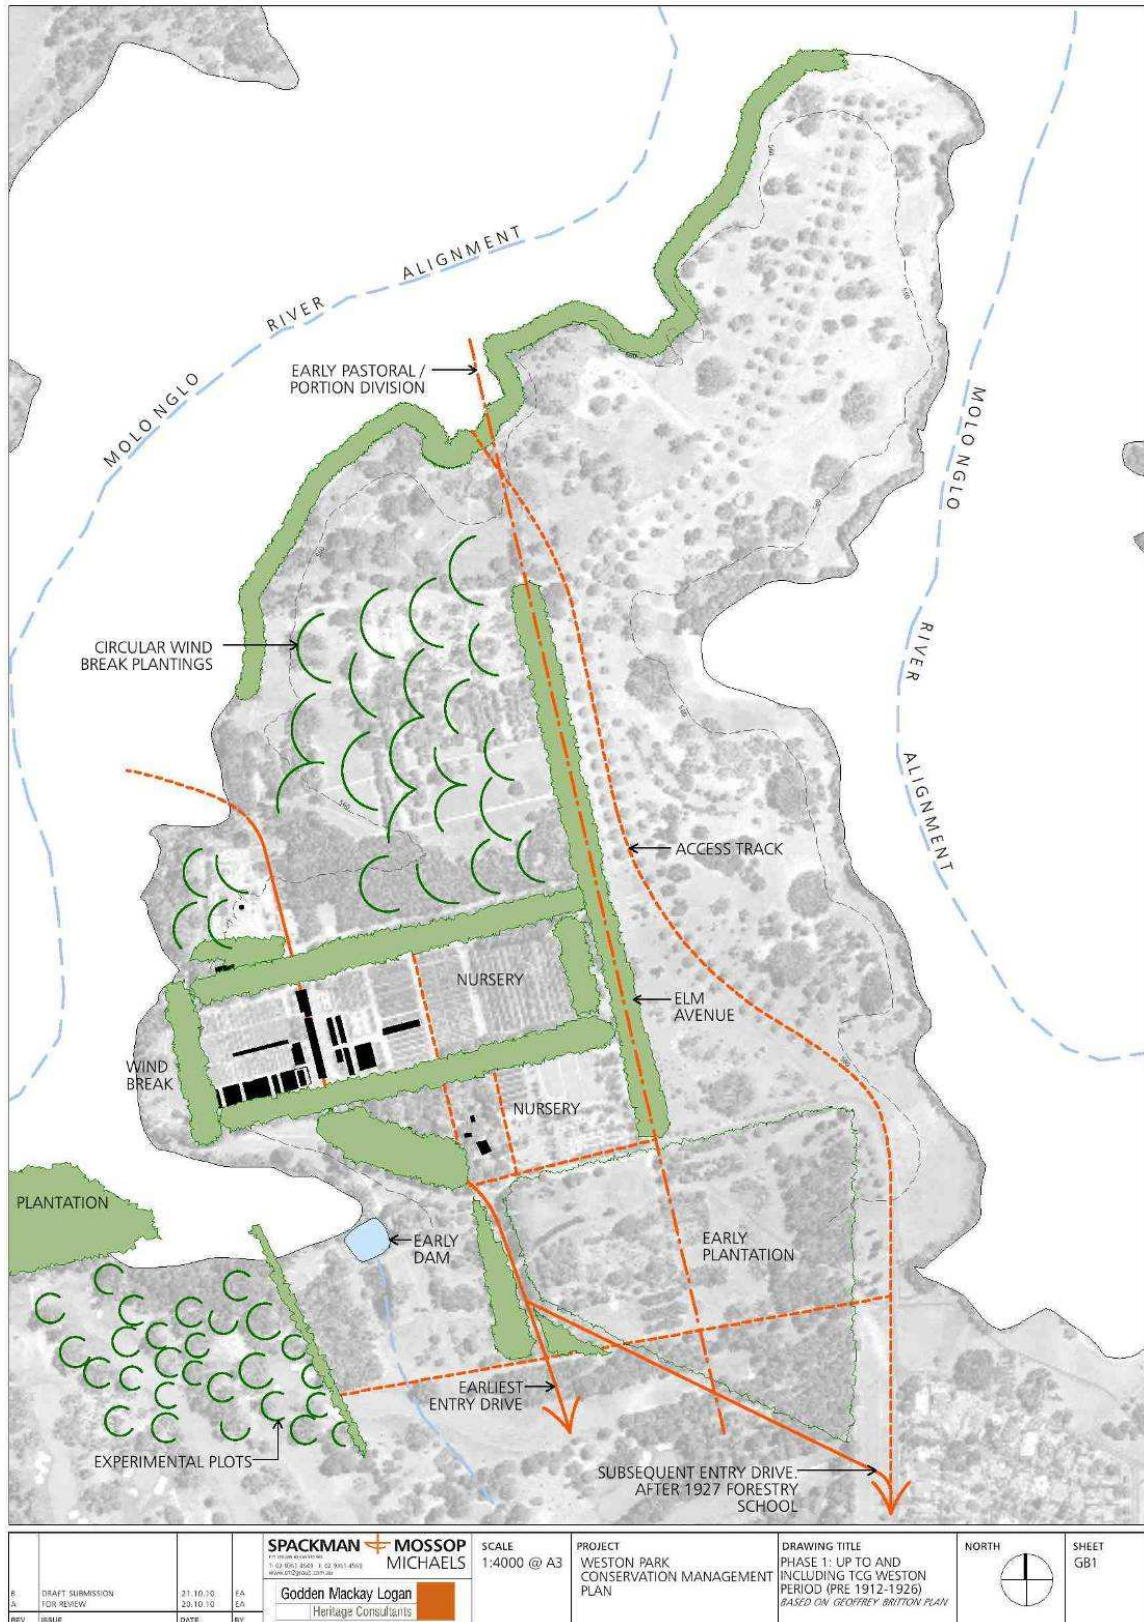 MOLONGLO RIVER ALIGNMENT
EARLY PASTORAL /
PORTION DIVISION
MOLONGLO RIVER ALIGNMENT
560
CIRCULAR WIND
BREAK PLANTINGS
560
ACCESS TRACK
NURSERY
ELM
AVENUE
WIND
BREAK
NURSERY
PLANTATION
EARLY
DAM
EARLY
PLANTATION
EARLIEST
ENTRY DRIVE
EXPERIMENTAL PLOTS
SUBSEQUENT ENTRY DRIVE.
AFTER 1927 FORESTRY
SCHOOL
B DRAFT SUBMISSION 21.10.10 EA
A FOR REVIEW 20.10.10 EA
REV ISSUE DATE BY
SPACKMAN MOSSOP
MICHAELS
Godden Mackay Logan
Heritage Consultants
SCALE
1:4000 @ A3
PROJECT
WESTON PARK
CONSERVATION MANAGEMENT
PLAN
DRAWING TITLE
PHASE 1: UP TO AND
INCLUDING TCG WESTON
PERIOD (PRE 1912-1926)
BASED ON GEOFFREY BRITTON PLAN
NORTH
SHEET
GB1